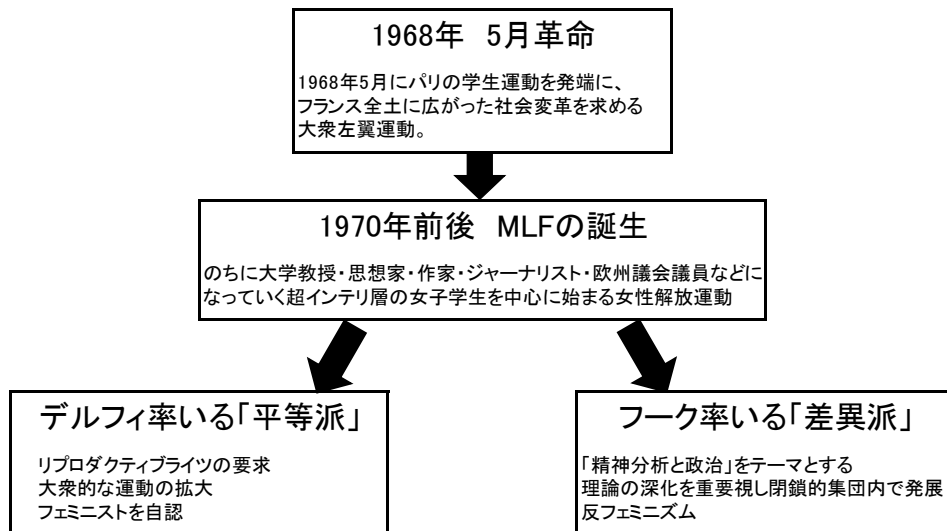 1968年 5月革命
1968年5月にパリの学生運動を発端に、
フランス全土に広がった社会変革を求める
大衆左翼運動。
1970年前後 MLFの誕生
のちに大学教授・思想家・作家・ジャーナリスト・欧州議会議員などに
なっていく超インテリ層の女子学生を中心に始まる女性解放運動
デルフィ率いる「平等派」
リプロダクティブライツの要求
大衆的な運動の拡大
フェミニストを自認
フーク率いる「差異派」
「精神分析と政治」をテーマとする
理論の深化を重要視し閉鎖的集団内で発展
反フェミニズム